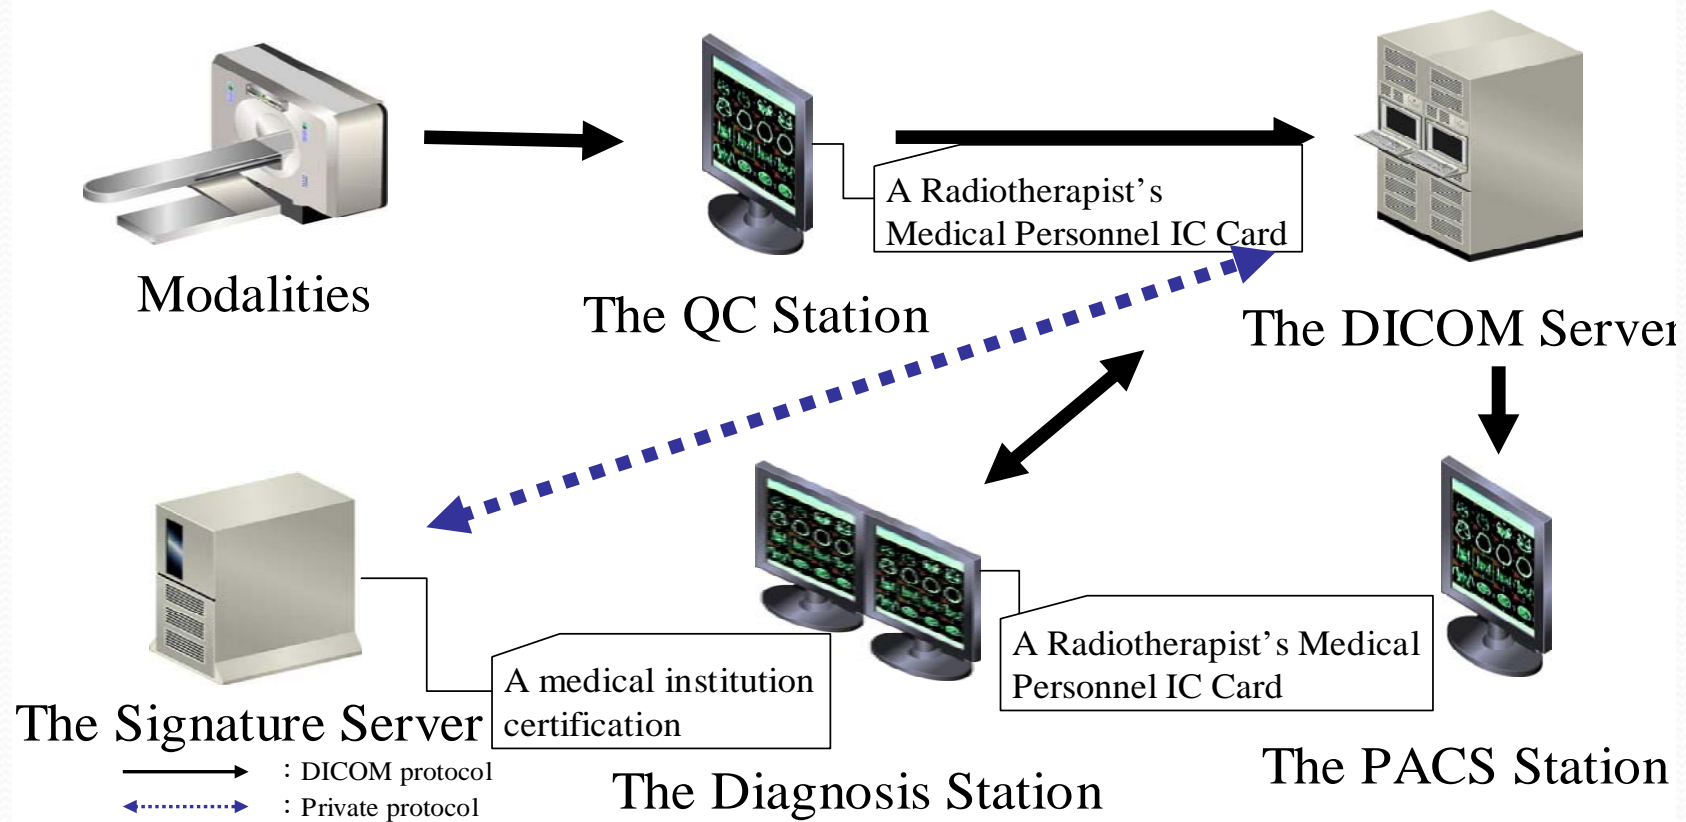 A Radiotherapist’s
Medical Personnel IC Card
Modalities
The QC Station
The DICOM Server
A Radiotherapist’s Medical
Personnel IC Card
A medical institution
certification
The Signature Server
The Diagnosis Station
The PACS Station
: DICOM protocol
: Private protocol